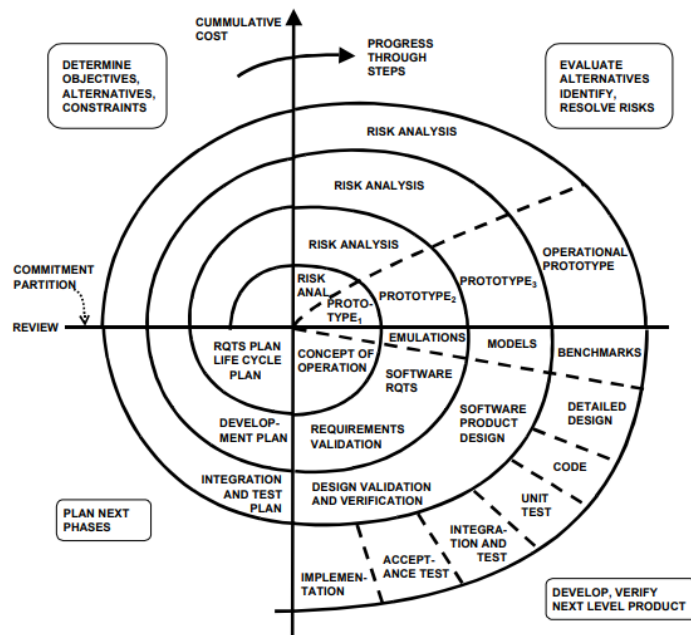 CUMMULATIVE
COST
PROGRESS
THROUGH
STEPS
DETERMINE
OBJECTIVES,
ALTERNATIVES,
CONSTRAINTS
EVALUATE
ALTERNATIVES
IDENTIFY,
RESOLVE RISKS
RISK ANALYSIS
RISK ANALYSIS
RISK ANALYSIS
RISK
ANAL.
PROTO-
TYPE1
PROTOTYPE2
PROTOTYPE3
OPERATIONAL
PROTOTYPE
COMMITMENT
PARTITION
REVIEW
RQTS PLAN
LIFE CYCLE
PLAN
CONCEPT OF
OPERATION
EMULATIONS
MODELS
BENCHMARKS
SOFTWARE
RQTS
SOFTWARE
PRODUCT
DESIGN
DETAILED
DESIGN
DEVELOP-
MENT PLAN
REQUIREMENTS
VALIDATION
CODE
INTEGRATION
AND TEST
PLAN
DESIGN VALIDATION
AND VERIFICATION
UNIT
TEST
INTEGRA-
TION AND
TEST
ACCEPT-
ANCE TEST
IMPLEMEN-
TATION
PLAN NEXT
PHASES
DEVELOP, VERIFY
NEXT LEVEL PRODUCT